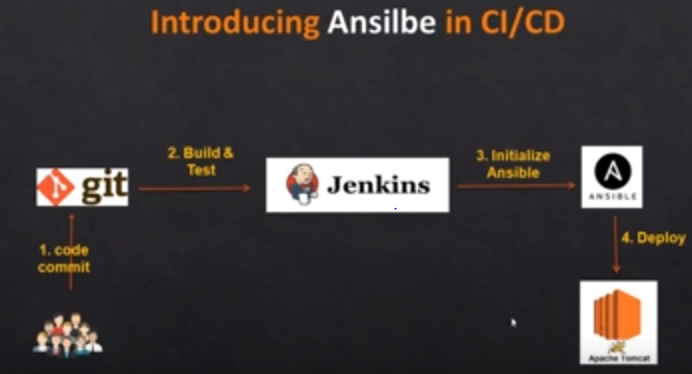 Introducing Ansilbe in CI/CD
2. Build &
Test
3. Initialize
Ansible
git
Jenkins
ANSIBLE
1. code
commit
4. Deploy
Apache Tomcat